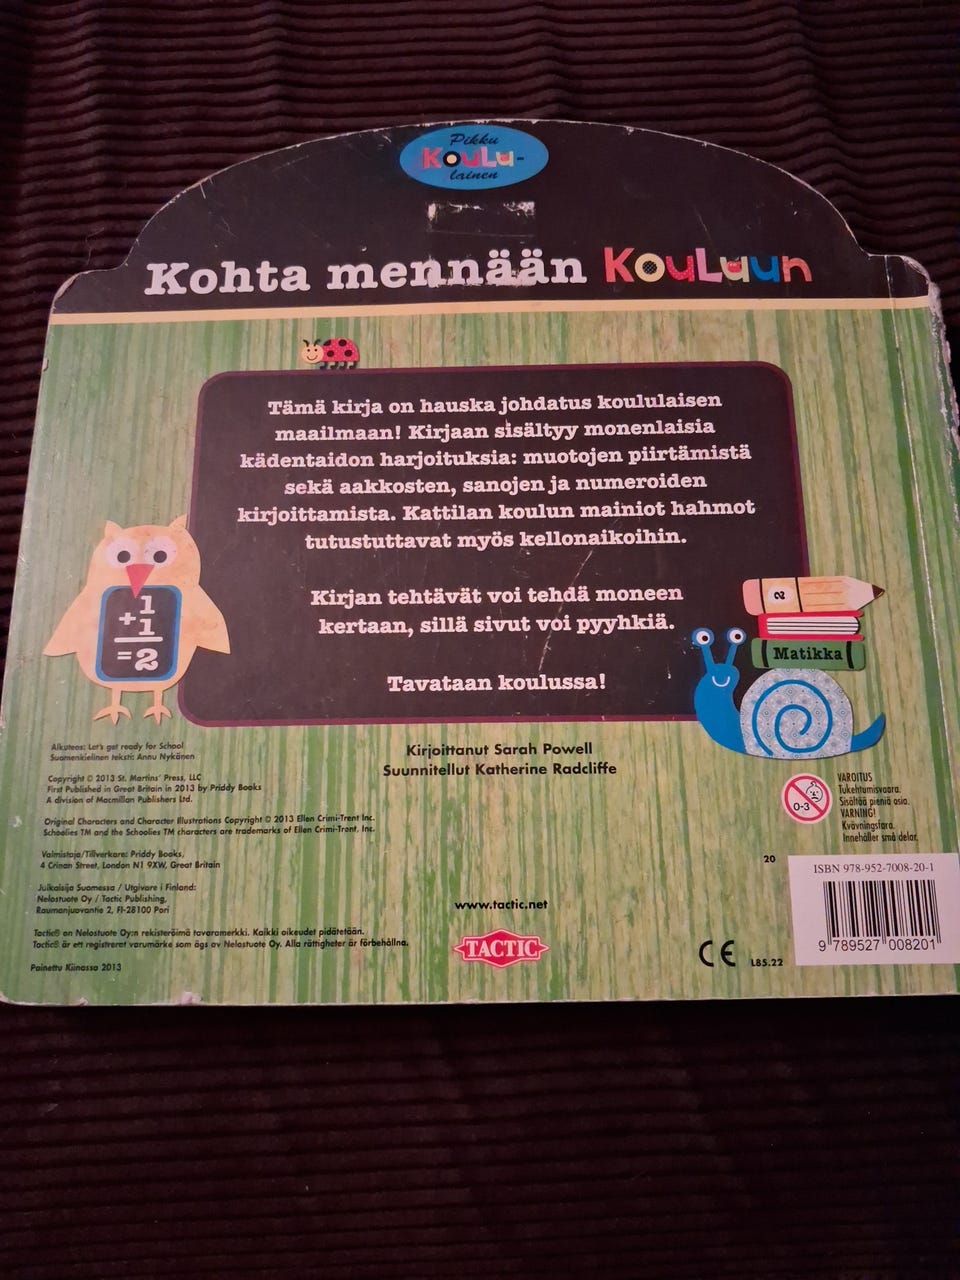 Pikku
KouLu-
lainen
Kohta mennään KouLuun
Tämä kirja on hauska johdatus koululaisen
maailmaan! Kirjaan sisältyy monenlaisia
kädentaidon harjoituksia: muotojen piirtämistä
sekä aakkosten, sanojen ja numeroiden
kirjoittamista. Kattilan koulun mainiot hahmot
tutustuttavat myös kellonaikoihin.
Kirjan tehtävät voi tehdä moneen
kertaan, sillä sivut voi pyyhkiä.
Tavataan koulussa!
1
+1
=2
2
Matikka
Kirjoittanut Sarah Powell
Suunnitellut Katherine Radcliffe
Alkuteos: Let's get ready for School
Suomenkielinen teksti: Annu Nykänen
Copyright © 2013 St. Martins' Press, LLC
First Published in Great Britain in 2013 by Priddy Books
A division of Macmillan Publishers Ltd.
Original Characters and Character Illustrations Copyright © 2013 Ellen Crimi-Trent Inc.
Schoolies TM and the Schoolies TM characters are trademarks of Ellen Crimi-Trent, Inc.
Valmistaja/Tillverkare: Priddy Books,
4 Crinan Street, London N1 9XW, Great Britain
Julkaisija Suomessa / Utgivare i Finland:
Nelostuote Oy / Tactic Publishing,
Raumanjuovantie 2, FI-28100 Pori
Tactic® on Nelostuote Oy:n rekisteröimä tavaramerkki. Kaikki oikeudet pidätetään.
Tactic® är ett registrerat varumärke som ägs av Nelostuote Oy. Alla rättigheter är förbehållna.
Painettu Kiinassa 2013
www.tactic.net
TACTIC
0-3
VAROITUS
Tukehtumisvaara.
Sisältää pieniä osia.
VARNING!
Kvävningsfara.
Innehåller små delar.
20
ISBN 978-952-7008-20-1
9 789527 008201
CE
L85.22